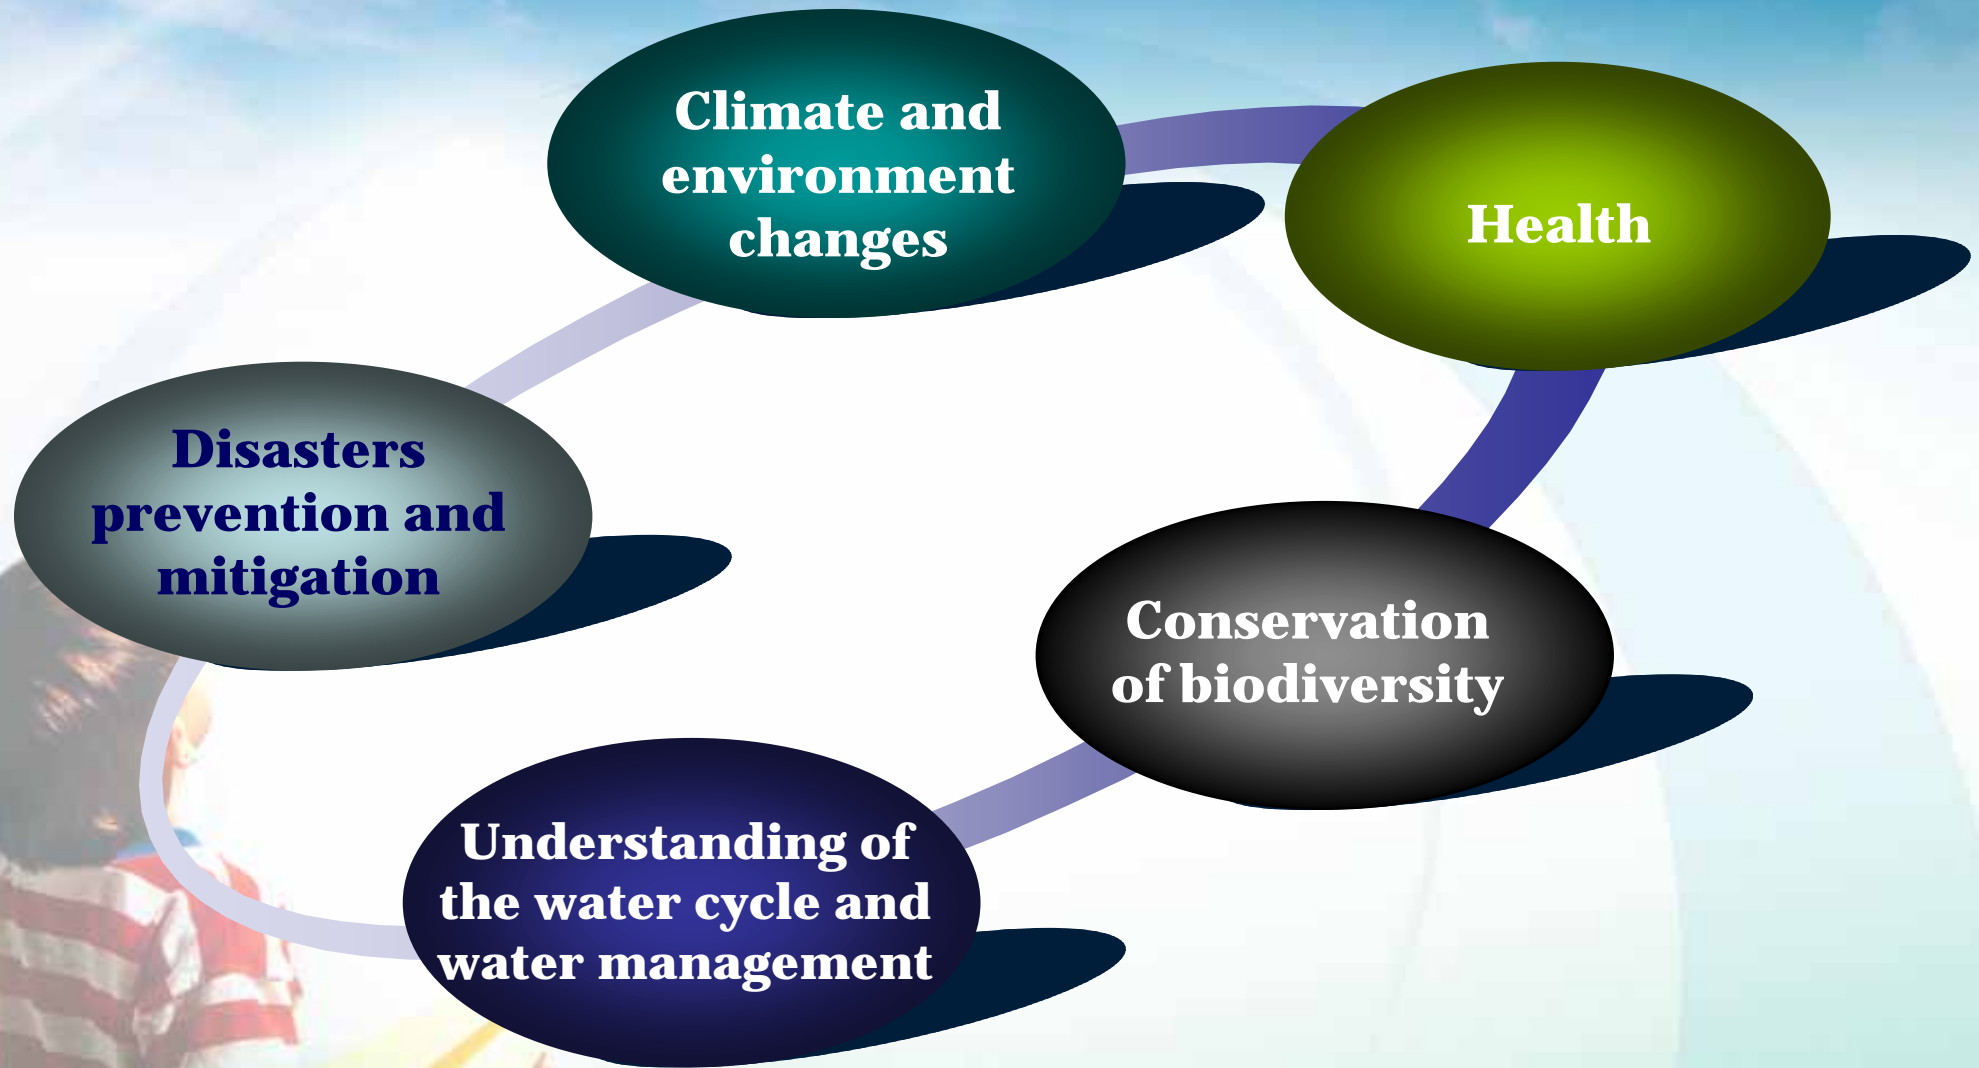 Climate and
environment
changes
Health
Disasters
prevention and
mitigation
Conservation
of biodiversity
Understanding of
the water cycle and
water management